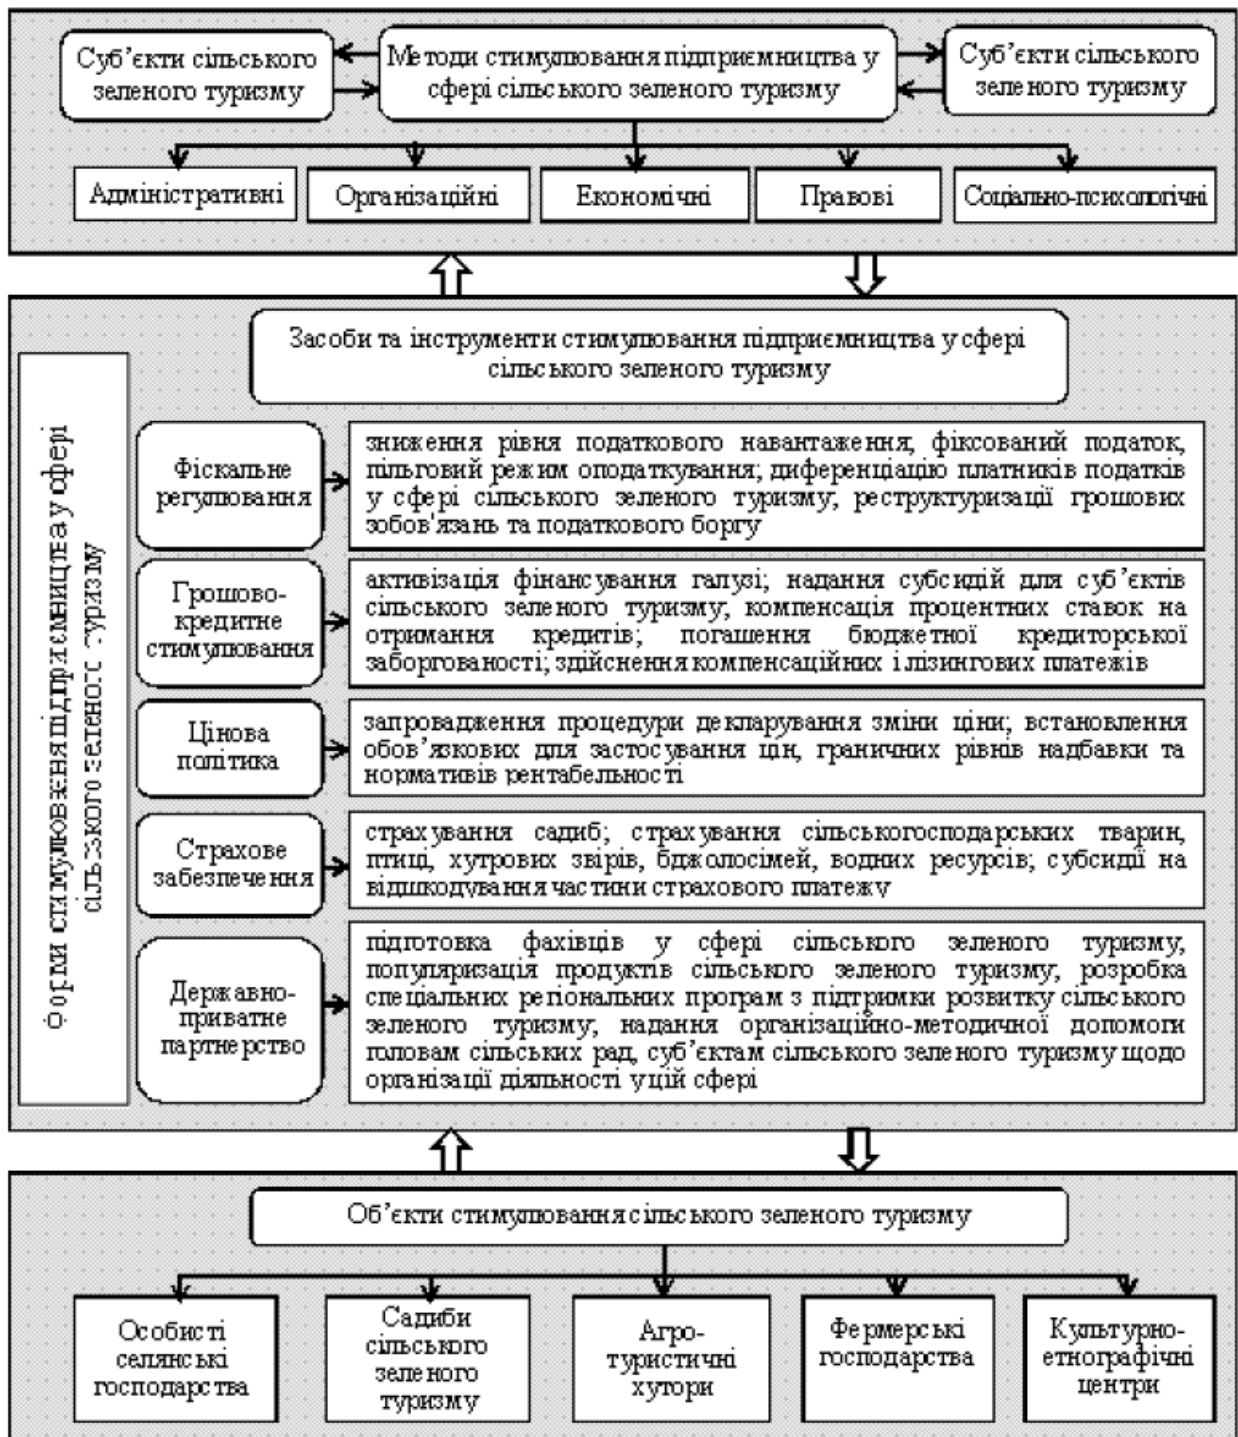 Суб’єкти сільського
зеленого туризму
Методи стимулювання підприємництва у
сфері сільського зеленого туризму
Суб’єкти сільського
зеленого туризму
Адміністративні
Організаційні
Економічні
Правові
Соціально-психологічні
Засоби та інструменти стимулювання підприємництва у сфері
сільського зеленого туризму
Форми стимулювання підприємництва у сфері
сільського зеленого туризму
Фіскальне
регулювання
зниження рівня податкового навантаження, фіксований податок,
пільговий режим оподаткування; диференціацію платників податків
у сфері сільського зеленого туризму; реструктуризації грошових
зобов'язань та податкового боргу
Грошово-
кредитне
стимулювання
активізація фінансування галузі; надання субсидій для суб’єктів
сільського зеленого туризму; компенсація процентних ставок на
отримання кредитів; погашення бюджетної кредиторської
заборгованості; здійснення компенсаційних і лізингових платежів
Цінова
політика
запровадження процедури декларування зміни ціни; встановлення
обов’язкових для застосування цін, граничних рівнів надбавки та
нормативів рентабельності
Страхове
забезпечення
страхування садиб; страхування сільськогосподарських тварин,
птиці, хутрових звірів, бджолосімей, водних ресурсів; субсидії на
відшкодування частини страхового платежу
Державно-
приватне
партнерство
підготовка фахівців у сфері сільського зеленого туризму,
популяризація продуктів сільського зеленого туризму, розробка
спеціальних регіональних програм з підтримки розвитку сільського
зеленого туризму; надання організаційно-методичної допомоги
головам сільських рад, суб’єктам сільського зеленого туризму щодо
організації діяльності у цій сфері
Об’єкти стимулювання сільського зеленого туризму
Особисті
селянські
господарства
Садиби
сільського
зеленого
туризму
Агро-
туристичні
хутори
Фермерські
господарства
Культурно-
етнографічні
центри